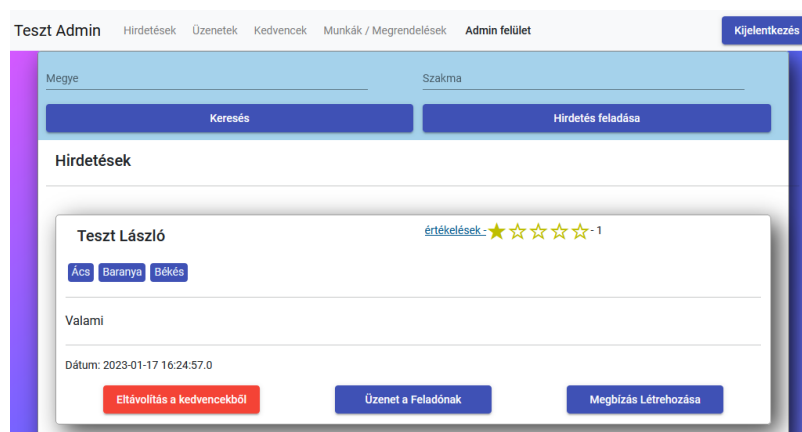 Teszt Admin Hirdetések Üzenetek Kedvencek Munkák / Megrendelések Admin felület Kijelentkezés
Megye Szakma
Keresés Hirdetés feladása
Hirdetések
Teszt László értékelések - - 1
Ács Baranya Békés
Valami
Dátum: 2023-01-17 16:24:57.0
Eltávolítás a kedvencekből Üzenet a Feladónak Megbízás Létrehozása